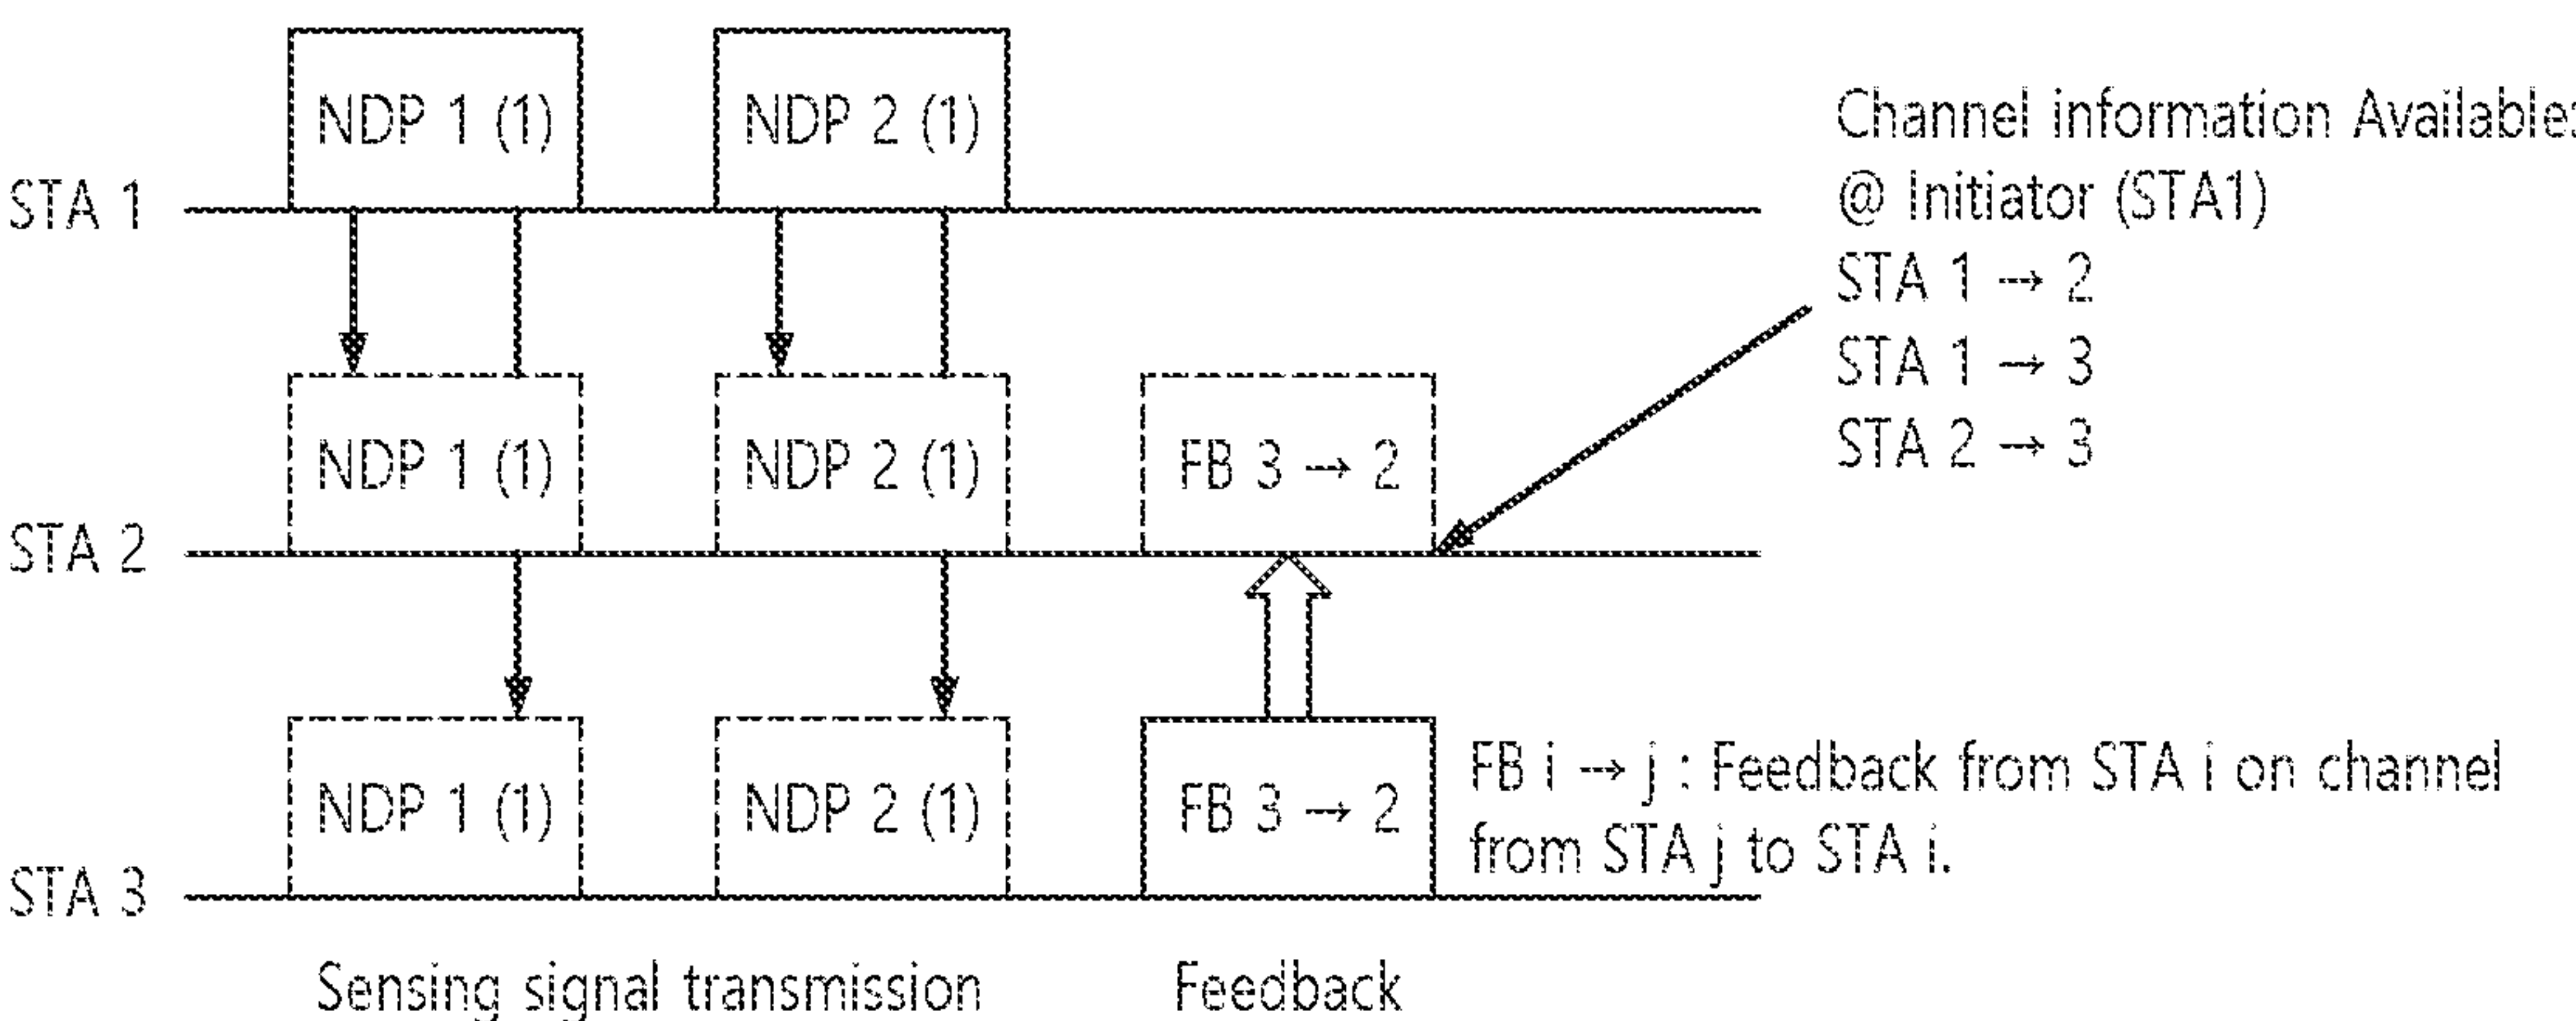 NDP 1 (1) NDP 2 (1)
STA 1
Channel information Available:
@ Initiator (STA1)
STA 1 → 2
STA 1 → 3
STA 2 → 3
NDP 1 (1) NDP 2 (1) FB 3 → 2
STA 2
NDP 1 (1) NDP 2 (1) FB 3 → 2
STA 3
FB i → j : Feedback from STA i on channel
from STA j to STA i.
Sensing signal transmission Feedback